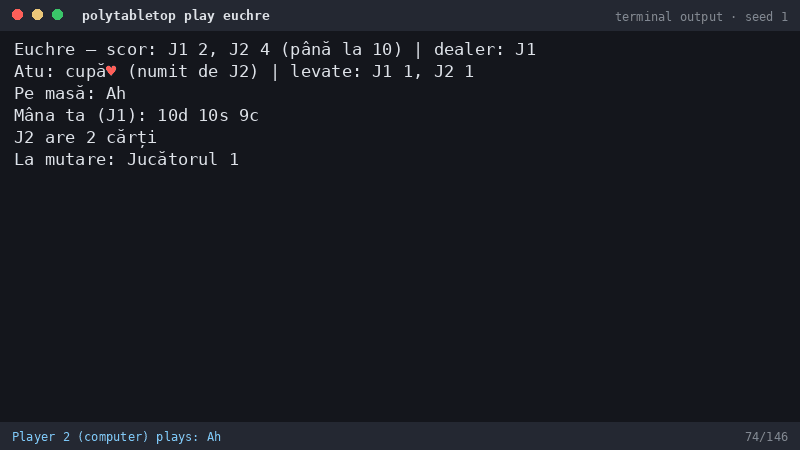 polytabletop play euchre
terminal output · seed 1
Euchre — scor: J1 2, J2 4 (până la 10) | dealer: J1
Atu: cupă♥ (numit de J2) | levate: J1 1, J2 1
Pe masă: Ah
Mâna ta (J1): 10d 10s 9c
J2 are 2 cărți
La mutare: Jucătorul 1
Player 2 (computer) plays: Ah
74/146